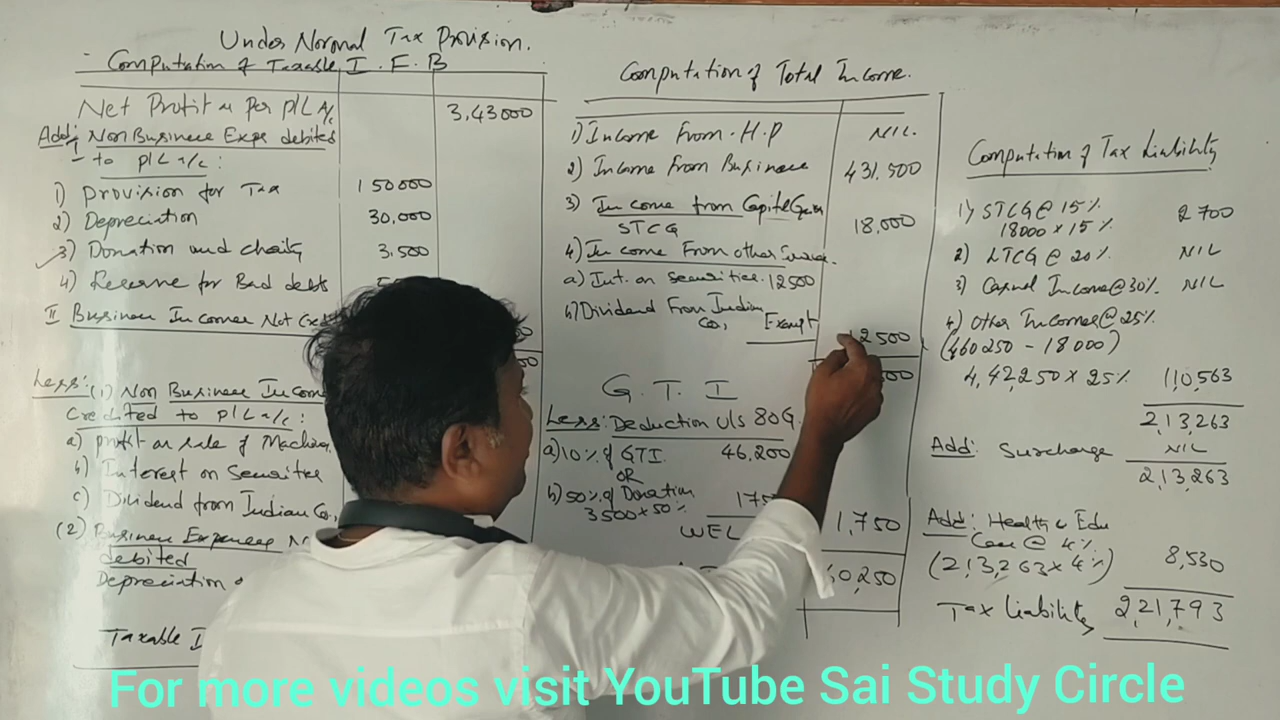 Under Normal Tax Provision.
Computation of Taxable I. F. B
Net Profit as Per P/L A/c 3,43000
Add: Non Business Exps debited
to P/L a/c:
1) Provision for Tax 150000
2) Depreciation 30,000
3) Donation and charity 3,500
4) Reserve for Bad debts
II Business Incomes Not
Less: (1) Non Business Income
Credited to P/L a/c:
a) Profit on sale of
b) Interest on Securities
c) Dividend from Indian Co,
(2) Business Expenses
debited
Depreciation
Taxable I
Computation of Total Income.
1) Income From. H.P NIL.
2) Income From Business 431,500
3) Income from Capital Gain
STCG 18,000
4) Income From other Source.
a) Int. on securities. 12500
b) Dividend From Indian
Co, Exempt 12500
G. T. I
Less: Deduction U/s 80G.
a) 10% of GTI. 46,200
OR
b) 50% of Donation
3500 x 50%
WEL 1,750
0,250
Computation of Tax Liability
1) STCG @ 15% 2700
18000 x 15%
2) LTCG @ 20% NIL
3) Casual Income @ 30%. NIL
4) Other Incomes @ 25%.
(460250 - 18000)
4,42,250 x 25% 110,563
2,13,263
Add: Surcharge NIL
2,13,263
Add: Health & Edu
Cess @ 4%
(2,13,263 x 4%) 8,530
Tax liability 2,21,793
For more videos visit YouTube Sai Study Circle